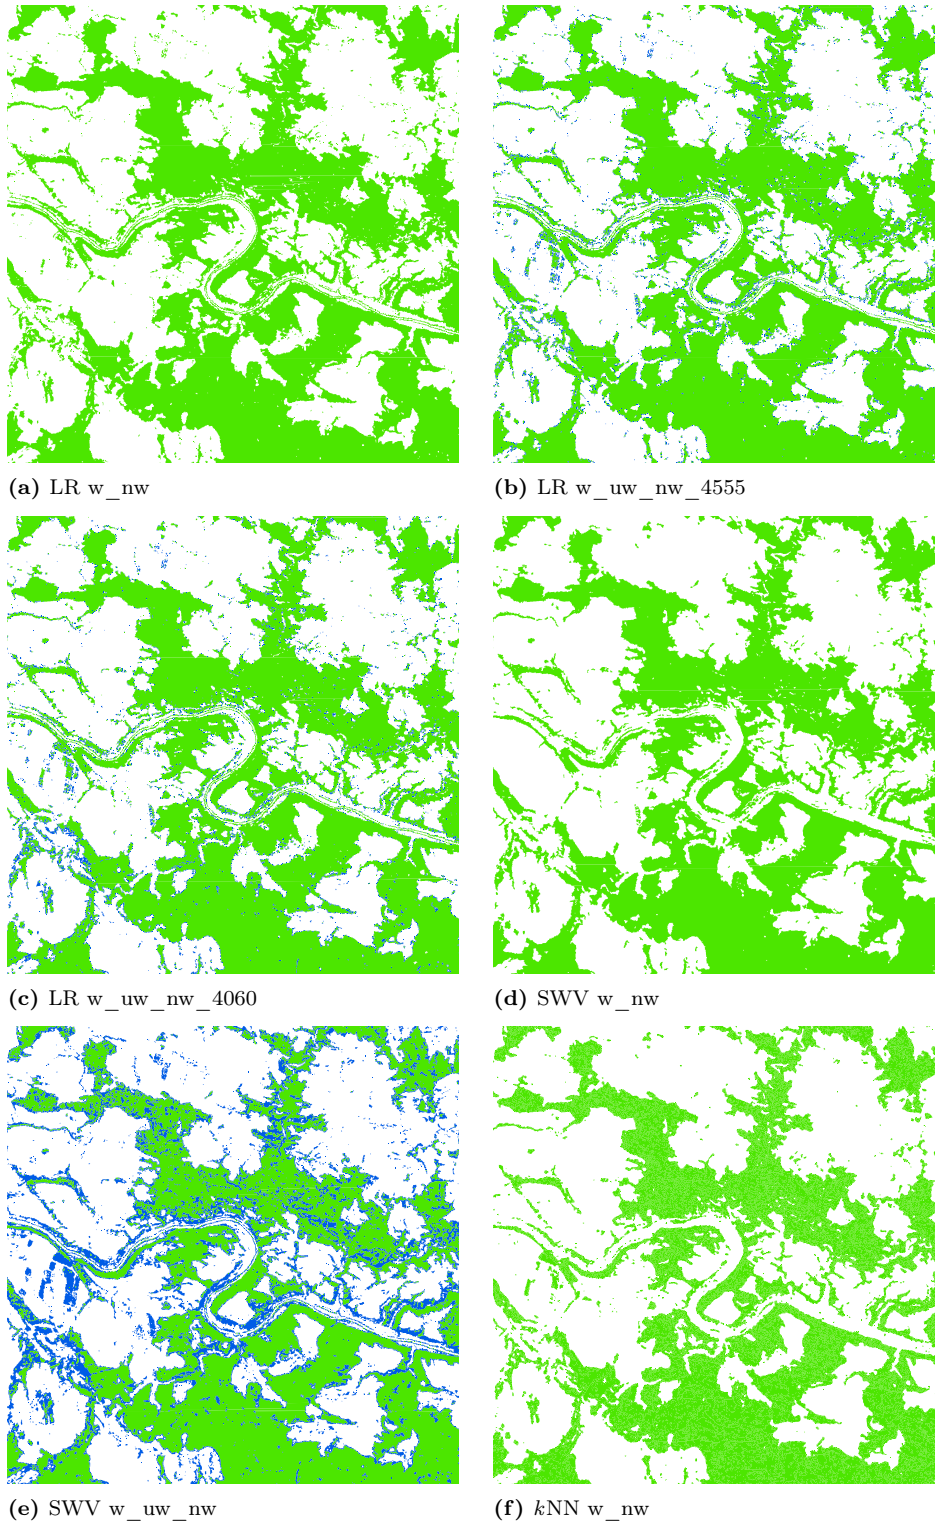 (a) LR w_nw
(b) LR w_uw_nw_4555
(c) LR w_uw_nw_4060
(d) SWV w_nw
(e) SWV w_uw_nw
(f) kNN w_nw